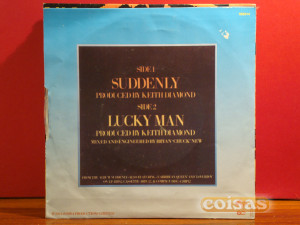 SIDE 1
SUDDENLY
PRODUCED BY KEITH DIAMOND
SIDE 2
LUCKY MAN
PRODUCED BY KEITH DIAMOND
MIXED AND ENGINEERED BY BRYAN 'CHUCK' NEW
coisas